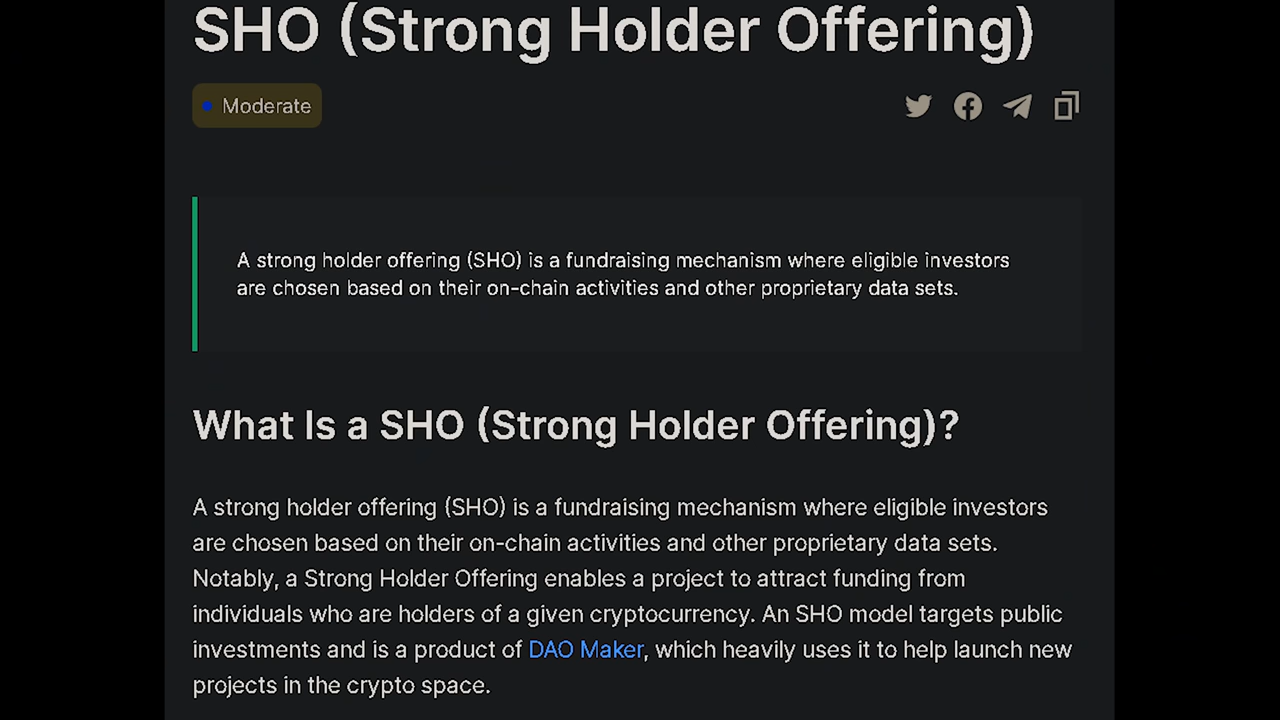 SHO (Strong Holder Offering)
Moderate
A strong holder offering (SHO) is a fundraising mechanism where eligible investors
are chosen based on their on-chain activities and other proprietary data sets.
What Is a SHO (Strong Holder Offering)?
A strong holder offering (SHO) is a fundraising mechanism where eligible investors
are chosen based on their on-chain activities and other proprietary data sets.
Notably, a Strong Holder Offering enables a project to attract funding from
individuals who are holders of a given cryptocurrency. An SHO model targets public
investments and is a product of DAO Maker, which heavily uses it to help launch new
projects in the crypto space.